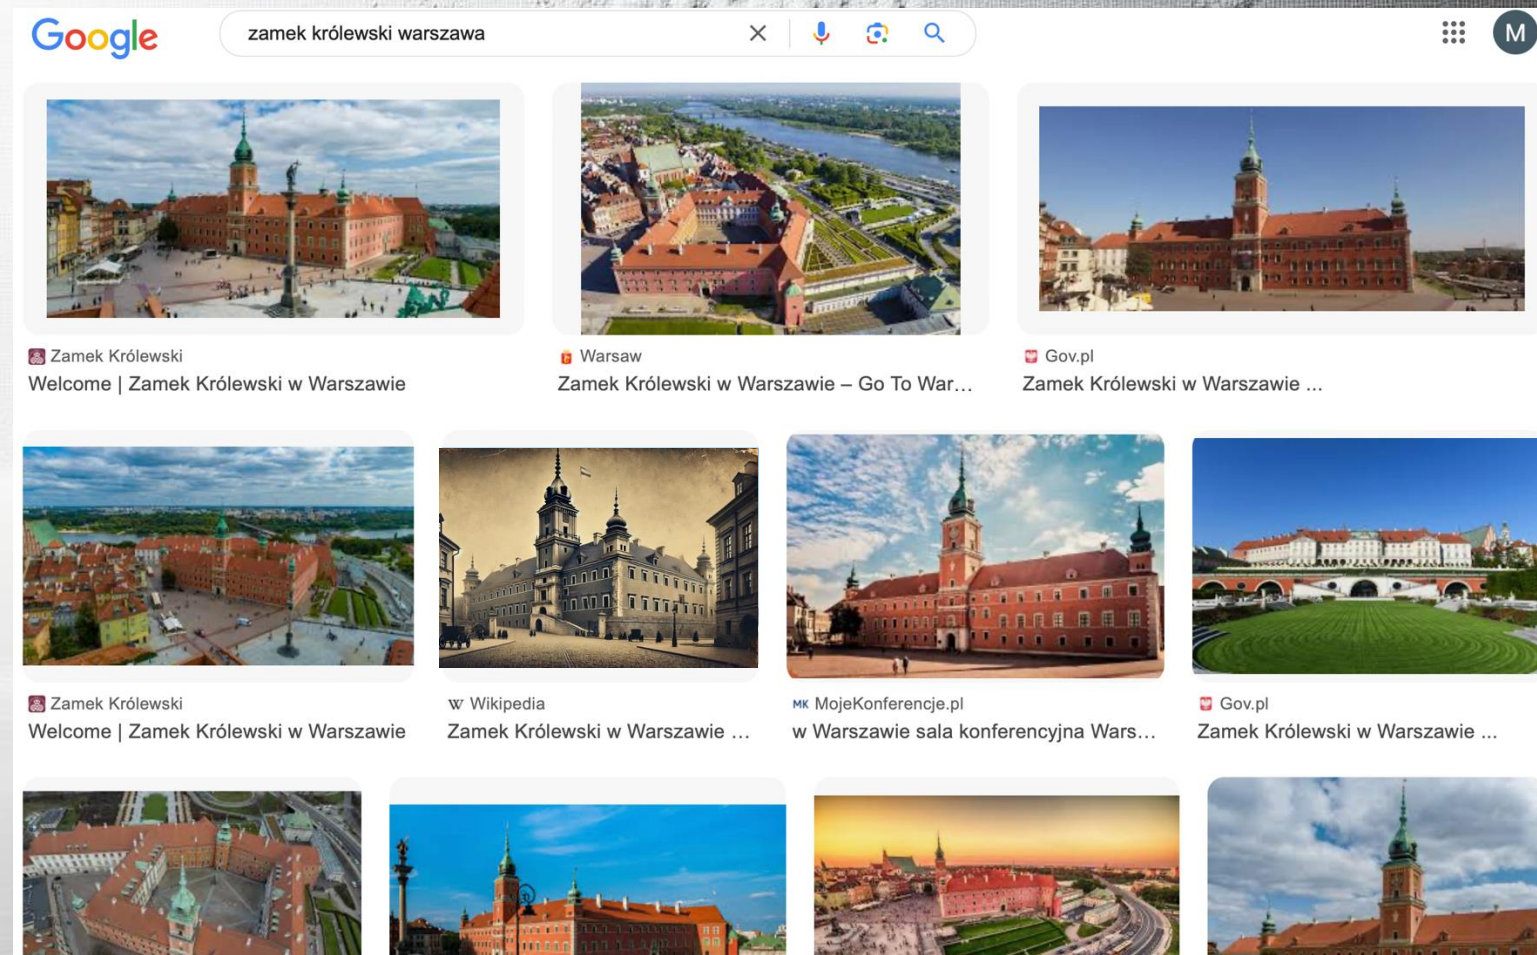 Google
zamek królewski warszawa
M
Zamek Królewski
Welcome | Zamek Królewski w Warszawie
Warsaw
Zamek Królewski w Warszawie – Go To War...
Gov.pl
Zamek Królewski w Warszawie ...
Zamek Królewski
Welcome | Zamek Królewski w Warszawie
W Wikipedia
Zamek Królewski w Warszawie ...
MK MojeKonferencje.pl
w Warszawie sala konferencyjna Wars...
Gov.pl
Zamek Królewski w Warszawie ...